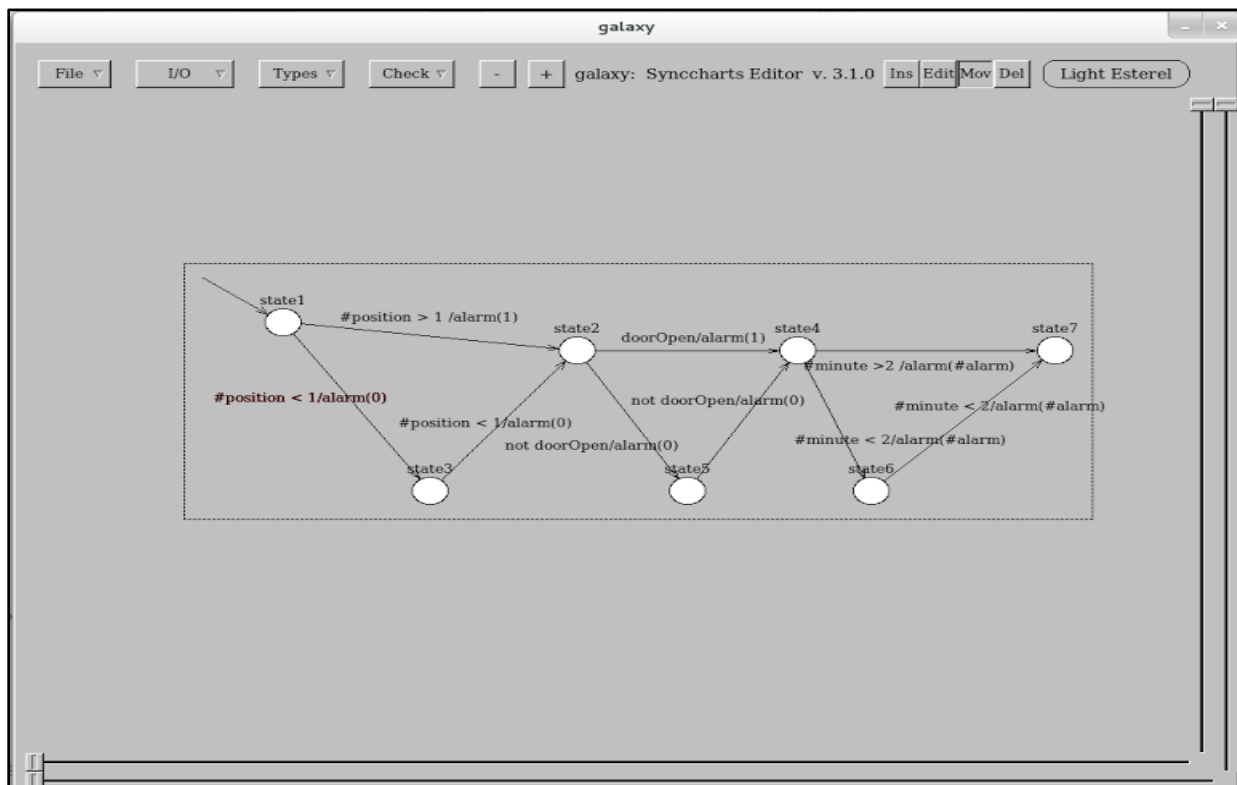 galaxy
File I/O Types Check - + galaxy: Synccharts Editor v. 3.1.0 Ins Edit Mov Del Light Esterel
state1
#position > 1 /alarm(1)
state2
doorOpen/alarm(1)
state4
state7
#minute >2 /alarm(#alarm)
#position < 1/alarm(0)
not doorOpen/alarm(0)
#minute < 2/alarm(#alarm)
#position < 1/alarm(0)
#minute < 2/alarm(#alarm)
not doorOpen/alarm(0)
state3
state5
state6